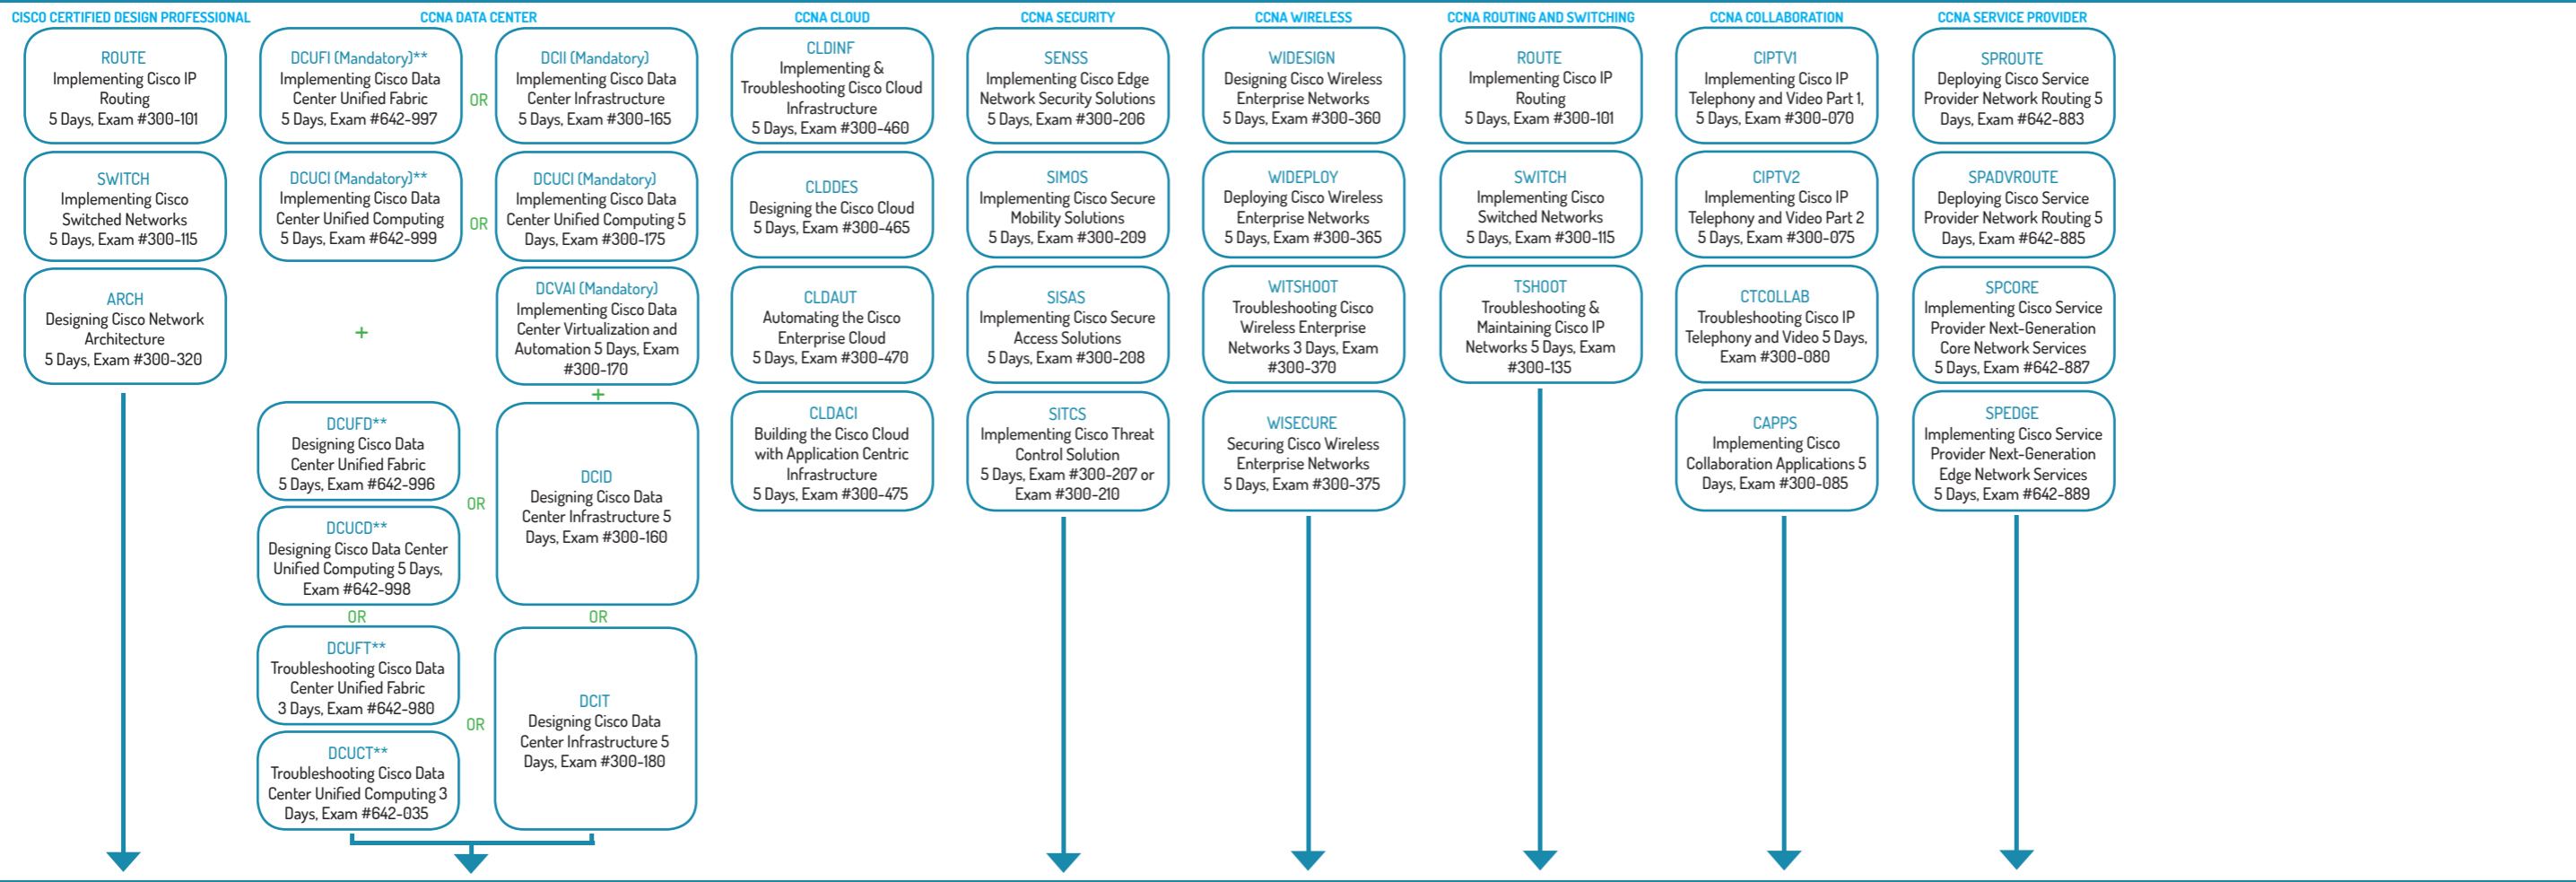 CISCO CERTIFIED DESIGN PROFESSIONAL
ROUTE
Implementing Cisco IP
Routing
5 Days, Exam #300-101
SWITCH
Implementing Cisco
Switched Networks
5 Days, Exam #300-115
ARCH
Designing Cisco Network
Architecture
5 Days, Exam #300-320
CCNA DATA CENTER
DCUFI (Mandatory)**
Implementing Cisco Data
Center Unified Fabric
5 Days, Exam #642-997
OR
DCII (Mandatory)
Implementing Cisco Data
Center Infrastructure
5 Days, Exam #300-165
DCUCI (Mandatory)**
Implementing Cisco Data
Center Unified Computing
5 Days, Exam #642-999
OR
DCUCI (Mandatory)
Implementing Cisco Data
Center Unified Computing 5
Days, Exam #300-175
+
DCVAI (Mandatory)
Implementing Cisco Data
Center Virtualization and
Automation 5 Days, Exam
#300-170
+
DCUFD**
Designing Cisco Data
Center Unified Fabric
5 Days, Exam #642-996
DCUCD**
Designing Cisco Data Center
Unified Computing 5 Days,
Exam #642-998
OR
DCID
Designing Cisco Data
Center Infrastructure 5
Days, Exam #300-160
OR
OR
DCUFT**
Troubleshooting Cisco Data
Center Unified Fabric
3 Days, Exam #642-980
DCUCT**
Troubleshooting Cisco Data
Center Unified Computing 3
Days, Exam #642-035
OR
DCIT
Designing Cisco Data
Center Infrastructure 5
Days, Exam #300-180
CCNA CLOUD
CLDINF
Implementing &
Troubleshooting Cisco Cloud
Infrastructure
5 Days, Exam #300-460
CLDDES
Designing the Cisco Cloud
5 Days, Exam #300-465
CLDAUT
Automating the Cisco
Enterprise Cloud
5 Days, Exam #300-470
CLDACI
Building the Cisco Cloud
with Application Centric
Infrastructure
5 Days, Exam #300-475
CCNA SECURITY
SENSS
Implementing Cisco Edge
Network Security Solutions
5 Days, Exam #300-206
SIMOS
Implementing Cisco Secure
Mobility Solutions
5 Days, Exam #300-209
SISAS
Implementing Cisco Secure
Access Solutions
5 Days, Exam #300-208
SITCS
Implementing Cisco Threat
Control Solution
5 Days, Exam #300-207 or
Exam #300-210
CCNA WIRELESS
WIDESIGN
Designing Cisco Wireless
Enterprise Networks
5 Days, Exam #300-360
WIDEPLOY
Deploying Cisco Wireless
Enterprise Networks
5 Days, Exam #300-365
WITSHOOT
Troubleshooting Cisco
Wireless Enterprise
Networks 3 Days, Exam
#300-370
WISECURE
Securing Cisco Wireless
Enterprise Networks
5 Days, Exam #300-375
CCNA ROUTING AND SWITCHING
ROUTE
Implementing Cisco IP
Routing
5 Days, Exam #300-101
SWITCH
Implementing Cisco
Switched Networks
5 Days, Exam #300-115
TSHOOT
Troubleshooting &
Maintaining Cisco IP
Networks 5 Days, Exam
#300-135
CCNA COLLABORATION
CIPTV1
Implementing Cisco IP
Telephony and Video Part 1,
5 Days, Exam #300-070
CIPTV2
Implementing Cisco IP
Telephony and Video Part 2
5 Days, Exam #300-075
CTCOLLAB
Troubleshooting Cisco IP
Telephony and Video 5 Days,
Exam #300-080
CAPPS
Implementing Cisco
Collaboration Applications 5
Days, Exam #300-085
CCNA SERVICE PROVIDER
SPROUTE
Deploying Cisco Service
Provider Network Routing 5
Days, Exam #642-883
SPADVROUTE
Deploying Cisco Service
Provider Network Routing 5
Days, Exam #642-885
SPCORE
Implementing Cisco Service
Provider Next-Generation
Core Network Services
5 Days, Exam #642-887
SPEDGE
Implementing Cisco Service
Provider Next-Generation
Edge Network Services
5 Days, Exam #642-889